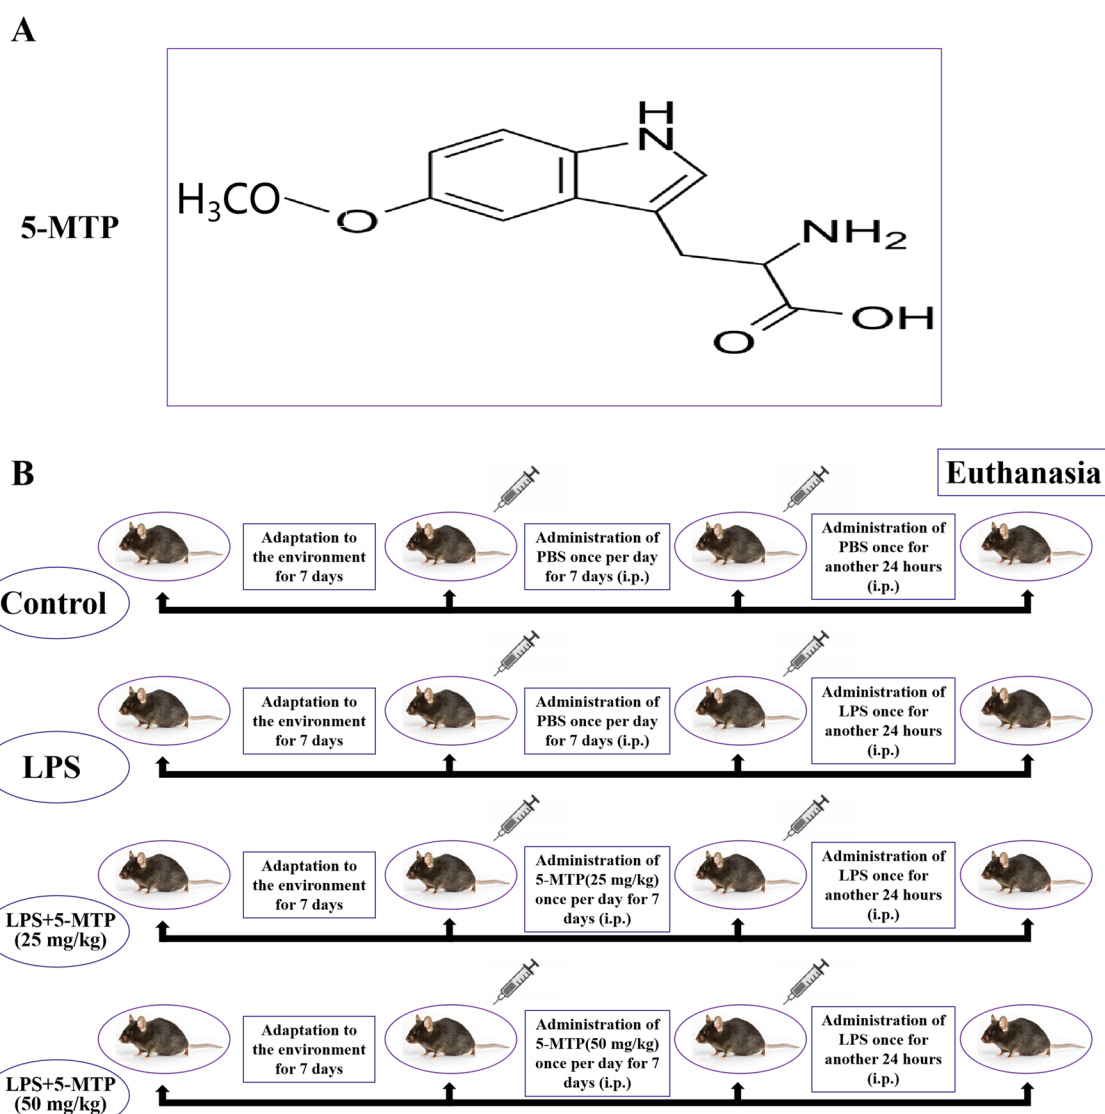 A
5-MTP
H
N
H₃CO
O
NH₂
OH
O
B
Euthanasia
Control
Adaptation to
the environment
for 7 days
Administration of
PBS once per day
for 7 days (i.p.)
Administration of
PBS once for
another 24 hours
(i.p.)
LPS
Adaptation to
the environment
for 7 days
Administration of
PBS once per day
for 7 days (i.p.)
Administration of
LPS once for
another 24 hours
(i.p.)
LPS+5-MTP
(25 mg/kg)
Adaptation to
the environment
for 7 days
Administration of
5-MTP(25 mg/kg)
once per day for 7
days (i.p.)
Administration of
LPS once for
another 24 hours
(i.p.)
LPS+5-MTP
(50 mg/kg)
Adaptation to
the environment
for 7 days
Administration of
5-MTP(50 mg/kg)
once per day for 7
days (i.p.)
Administration of
LPS once for
another 24 hours
(i.p.)